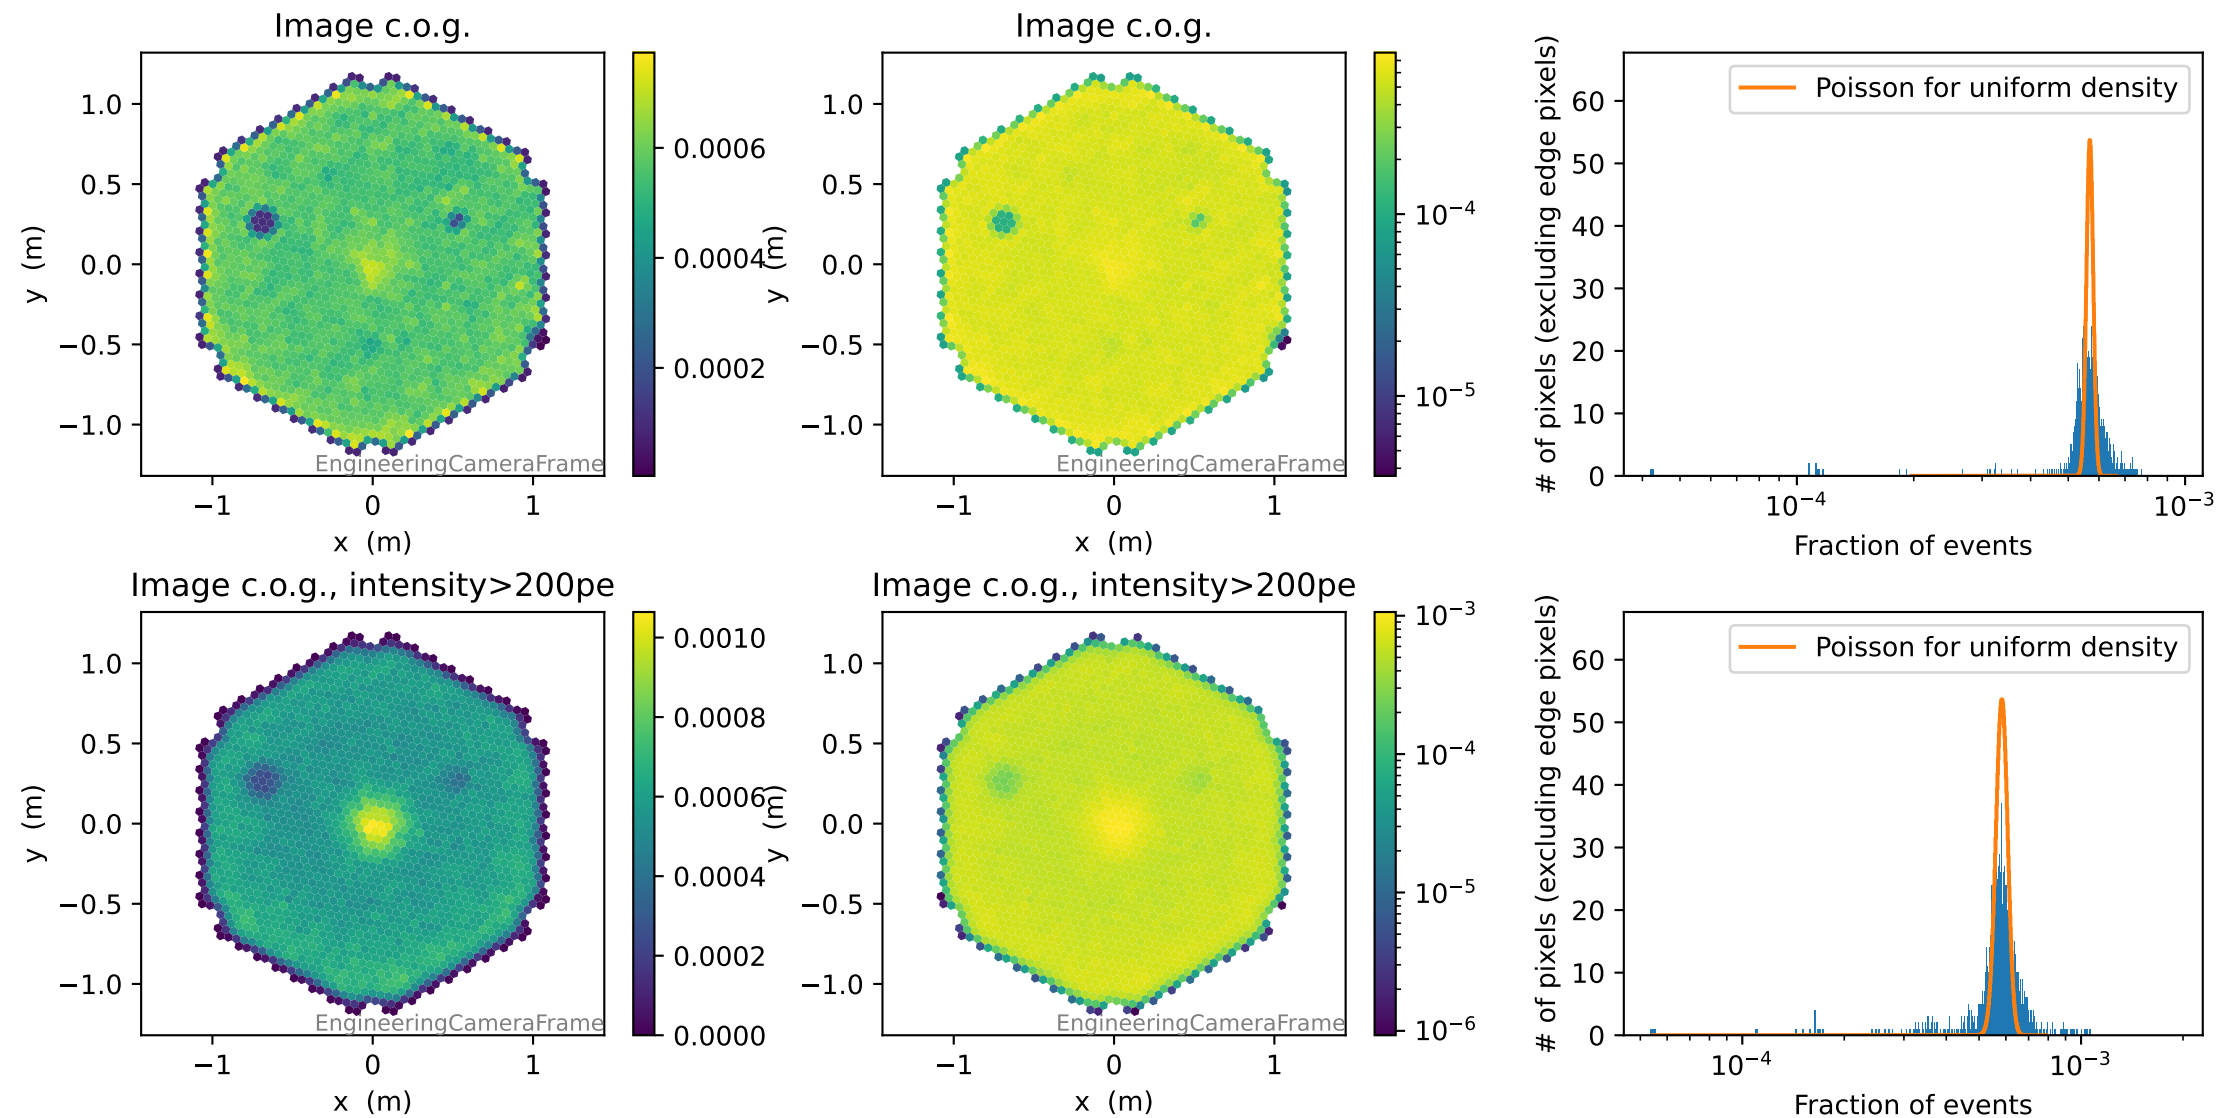 Image c.o.g.
1.0
0.5
0.0
−0.5
−1.0
y (m)
−1
0
1
x (m)
EngineeringCameraFrame
0.0006
0.0004
0.0002
Image c.o.g.
1.0
0.5
0.0
−0.5
−1.0
y (m)
−1
0
1
x (m)
EngineeringCameraFrame
10⁻⁴
10⁻⁵
Poisson for uniform density
# of pixels (excluding edge pixels)
60
50
40
30
20
10
0
10⁻⁴
10⁻³
Fraction of events
Image c.o.g., intensity>200pe
1.0
0.5
0.0
−0.5
−1.0
y (m)
−1
0
1
x (m)
EngineeringCameraFrame
0.0010
0.0008
0.0006
0.0004
0.0002
0.0000
Image c.o.g., intensity>200pe
1.0
0.5
0.0
−0.5
−1.0
y (m)
−1
0
1
x (m)
EngineeringCameraFrame
10⁻³
10⁻⁴
10⁻⁵
10⁻⁶
Poisson for uniform density
# of pixels (excluding edge pixels)
60
50
40
30
20
10
0
10⁻⁴
10⁻³
Fraction of events